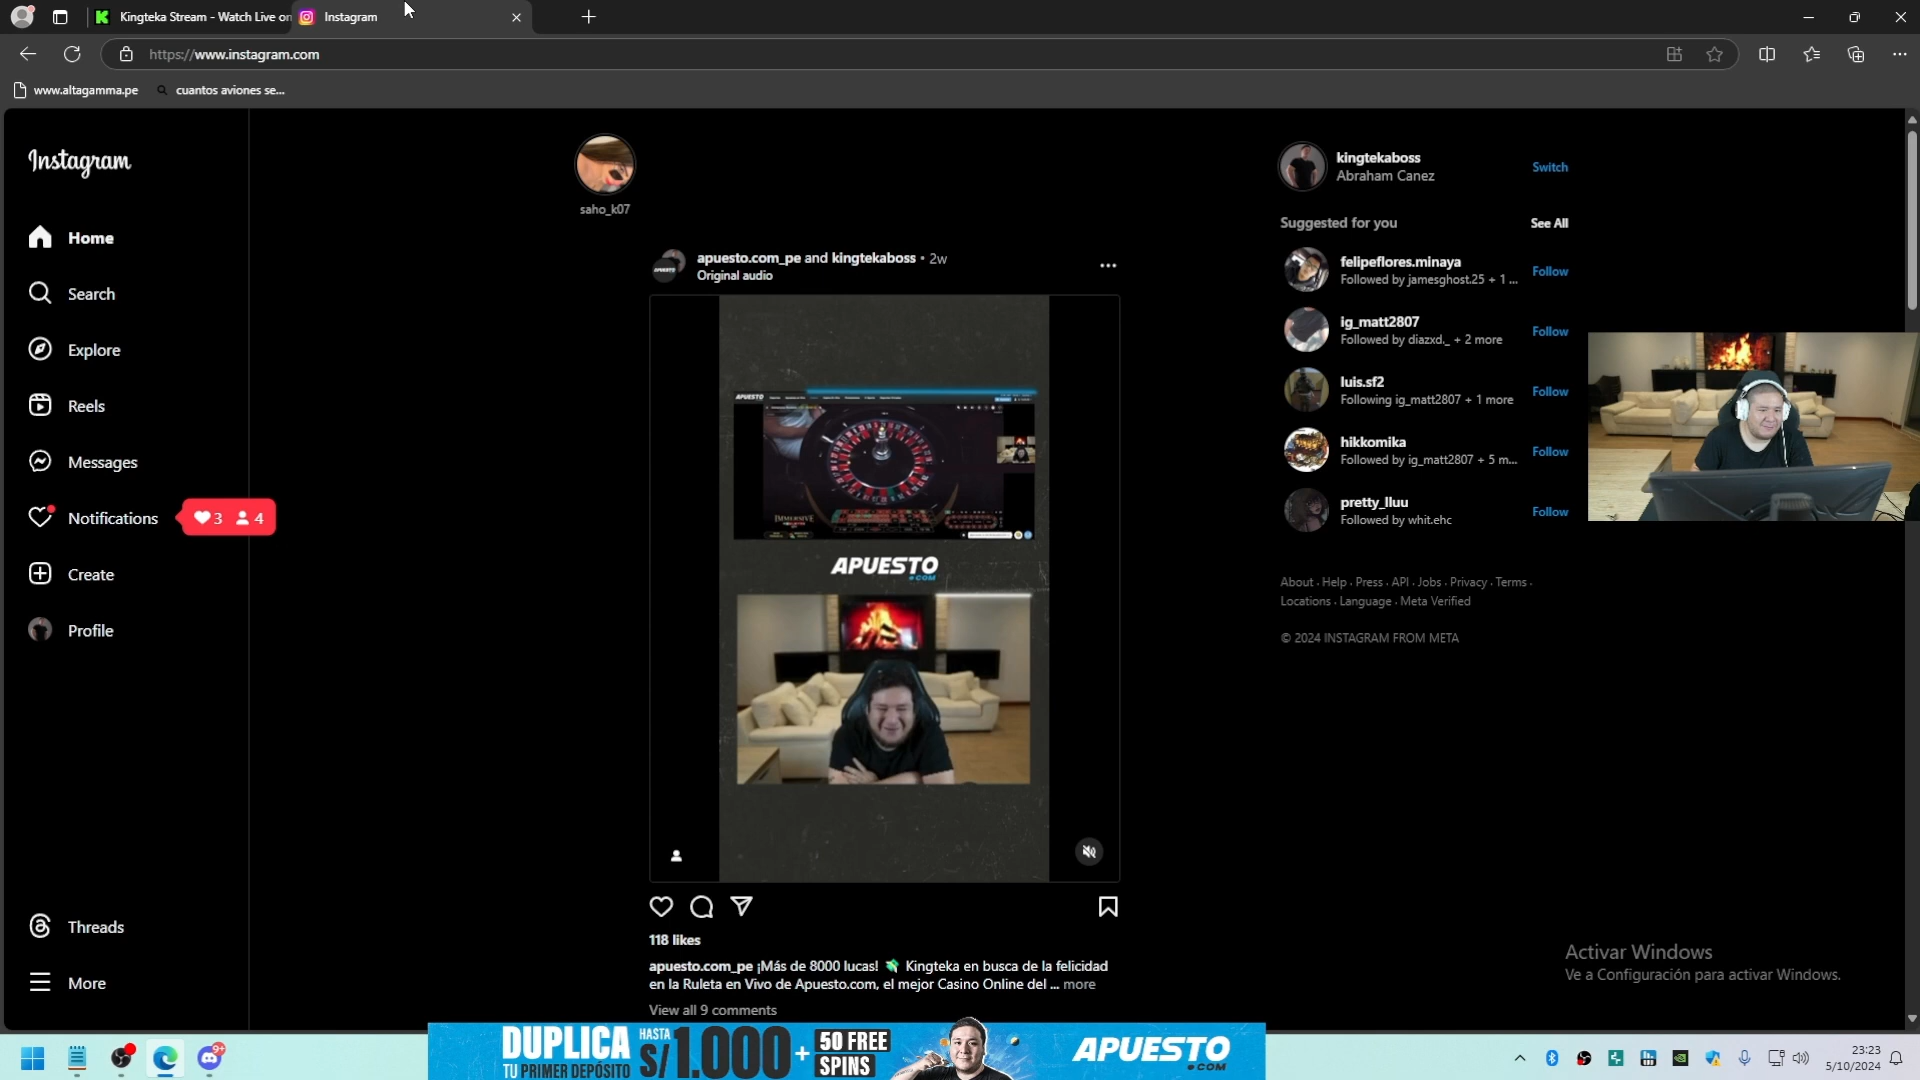 Kingteka Stream - Watch Live on
Instagram
https://www.instagram.com
www.altagamma.pe
cuantos aviones se...
Instagram
Home
Search
Explore
Reels
Messages
Notifications
3 4
Create
Profile
Threads
More
saho_k07
apuesto.com_pe and kingtekaboss • 2w
Original audio
APUESTO
APUESTO
.COM
118 likes
apuesto.com_pe ¡Más de 8000 lucas! 💸 Kingteka en busca de la felicidad
en la Ruleta en Vivo de Apuesto.com, el mejor Casino Online del ... more
View all 9 comments
kingtekaboss
Abraham Canez
Switch
Suggested for you
See All
felipeflores.minaya
Followed by jamesghost.25 + 1 ...
Follow
ig_matt2807
Followed by diazxd._ + 2 more
Follow
luis.sf2
Following ig_matt2807 + 1 more
Follow
hikkomika
Followed by ig_matt2807 + 5 m...
Follow
pretty_lluu
Followed by whit.ehc
Follow
About · Help · Press · API · Jobs · Privacy · Terms ·
Locations · Language · Meta Verified
© 2024 INSTAGRAM FROM META
Activar Windows
Ve a Configuración para activar Windows.
DUPLICA
TU PRIMER DEPÓSITO
HASTA
S/1.000
+
50 FREE
SPINS
APUESTO
.COM
9+
23:23
5/10/2024